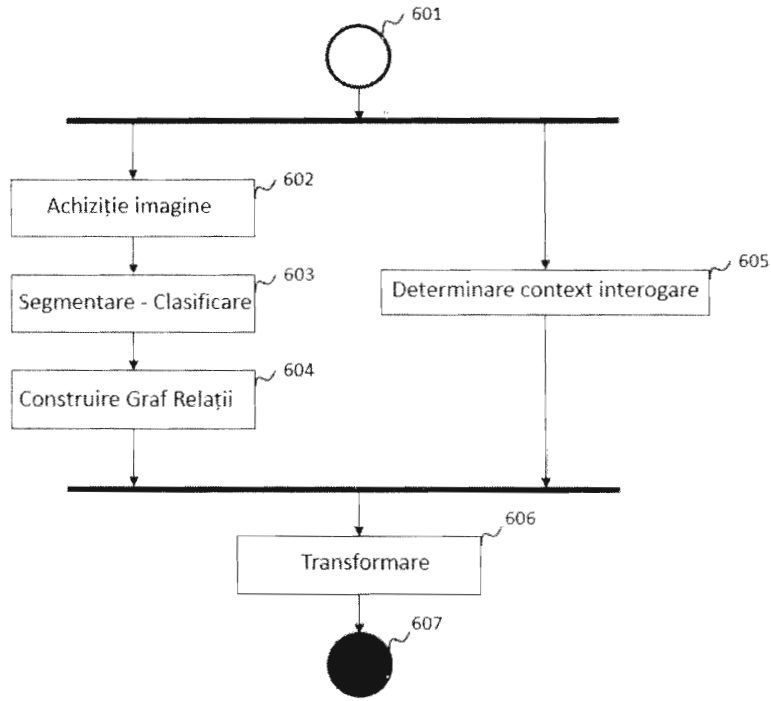 601
602
Achiziție imagine
603
Segmentare - Clasificare
604
Construire Graf Relații
605
Determinare context interogare
606
Transformare
607